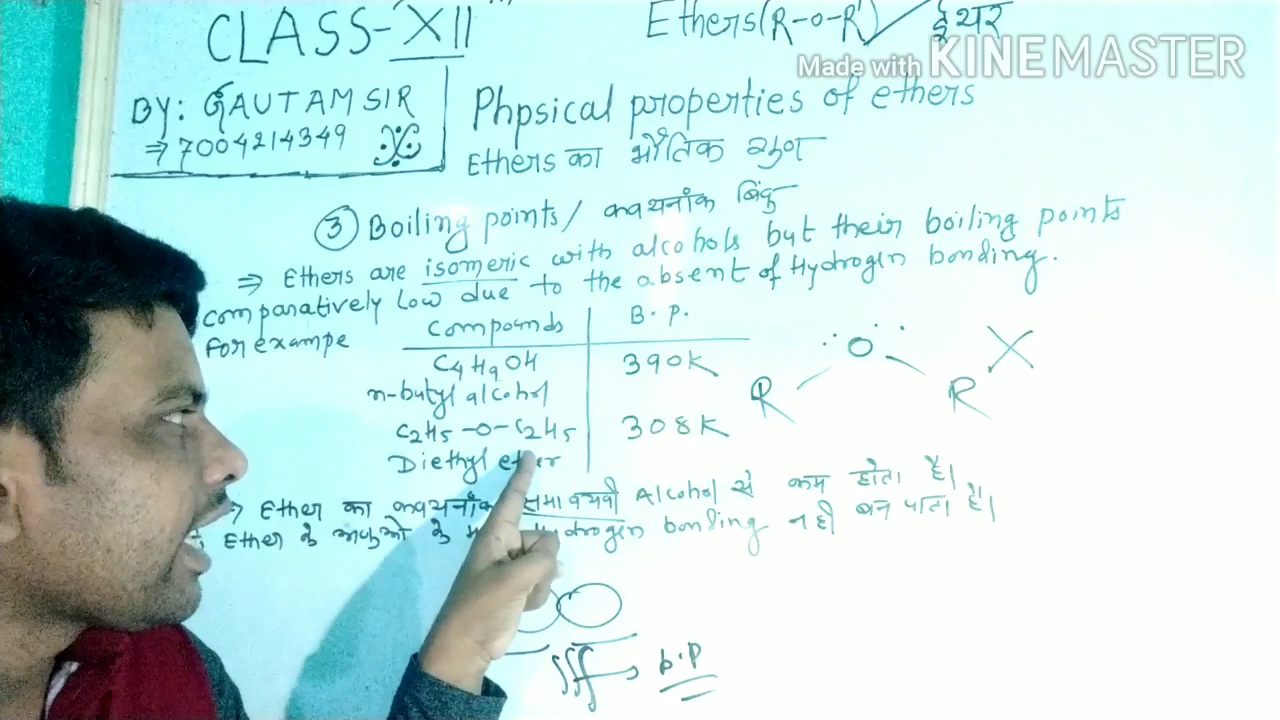 CLASS-XII
Ethers(R-O-R') ईथर
Made with KINEMASTER
BY: GAUTAM SIR
⇒7004214349
Phpsical properties of ethers
Ethers का भौतिक गुण
③ Boiling points/ क्वथनांक बिंदु
⇒ Ethers are isomeric with alcohols but their boiling points
comparatively low due to the absent of Hydrogen bonding.
For exampe
Compounds B.P.
C4H9OH 390K
n-butyl alcohol
C2H5-O-C2H5 308K
Diethyl ether
R O R
⇒ Ether का क्वथनांक समावयवी Alcohol से कम होता है।
Ether के अणुओ के Hydrogen bonding नही बन पाता है।
b.p